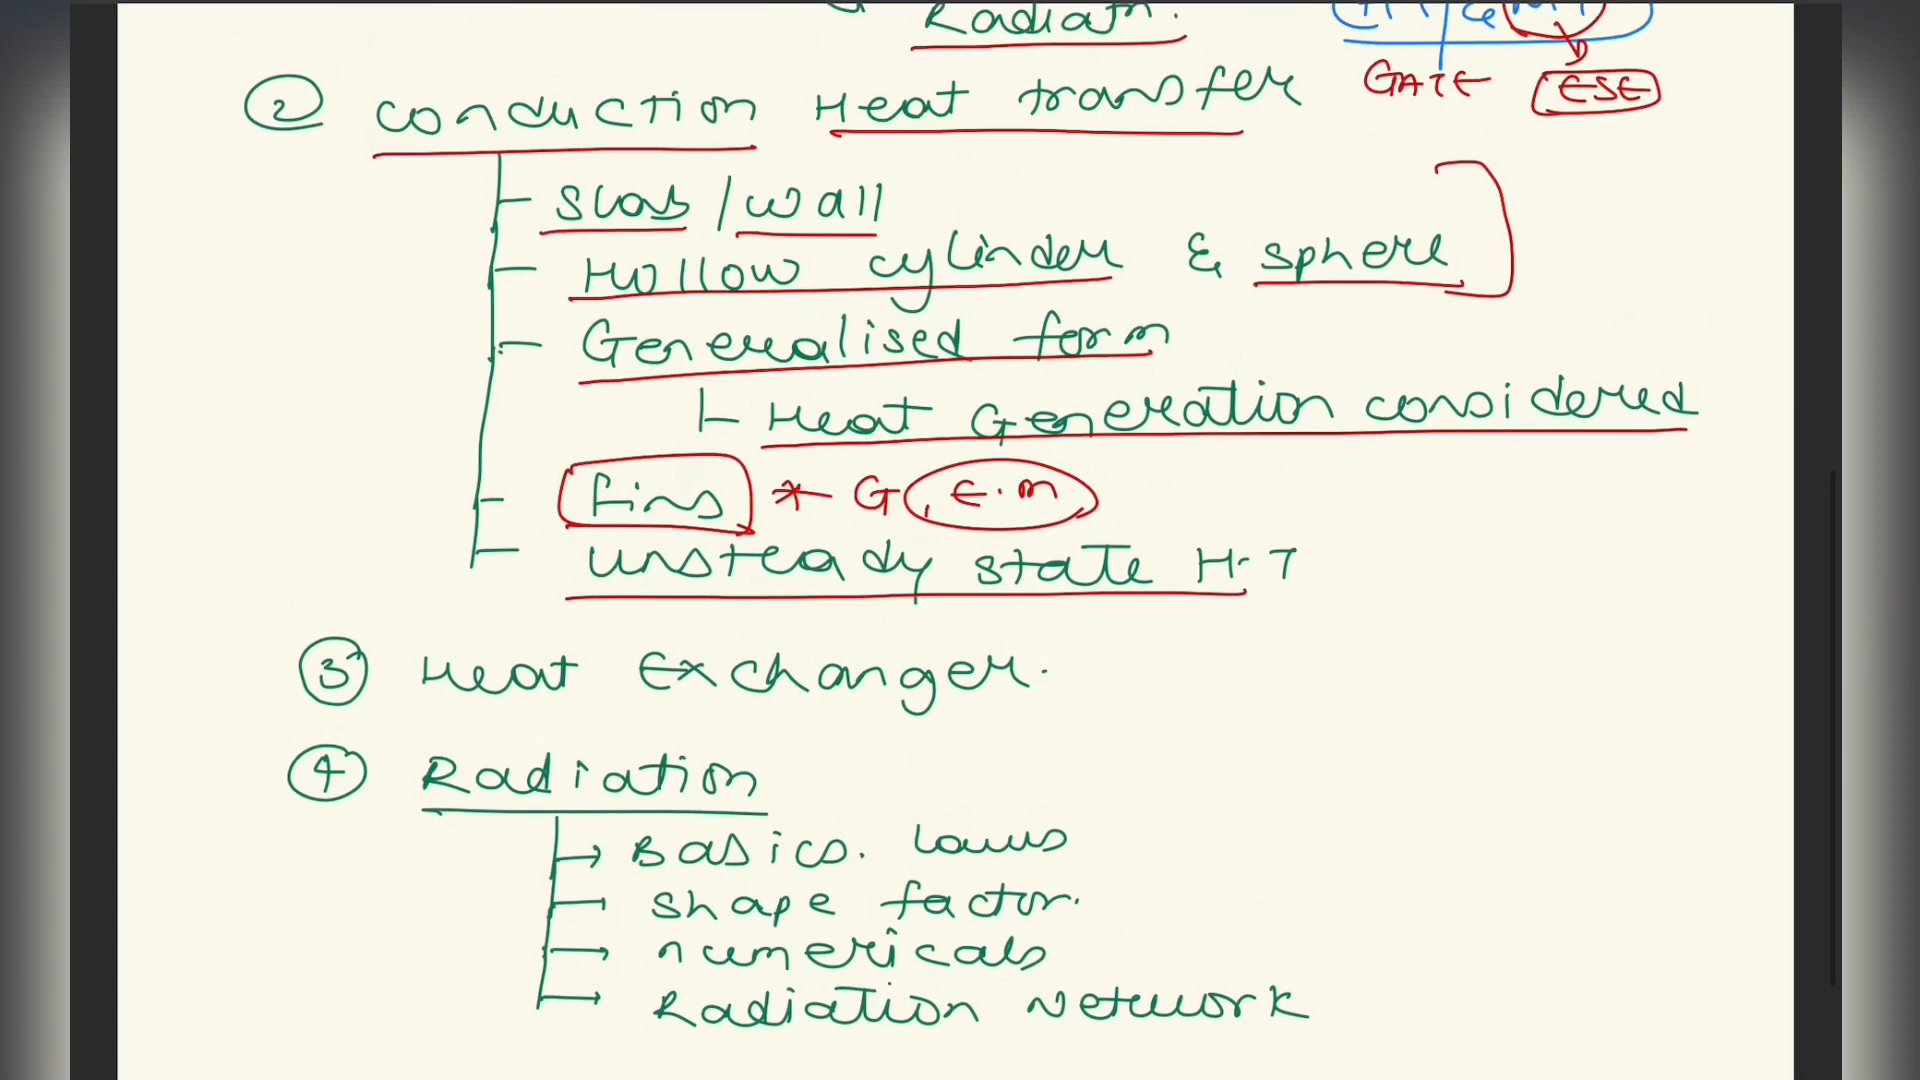 Radiatn.
② Conduction Heat transfer GATE ESE
Slab / wall
Hollow cylinder & sphere
Generalised form
Heat Generation considered
fins * G, E.M
unsteady state H.T
③ Heat Exchanger.
④ Radiation
Basics. Laws
shape factor.
numericals
Radiation Network